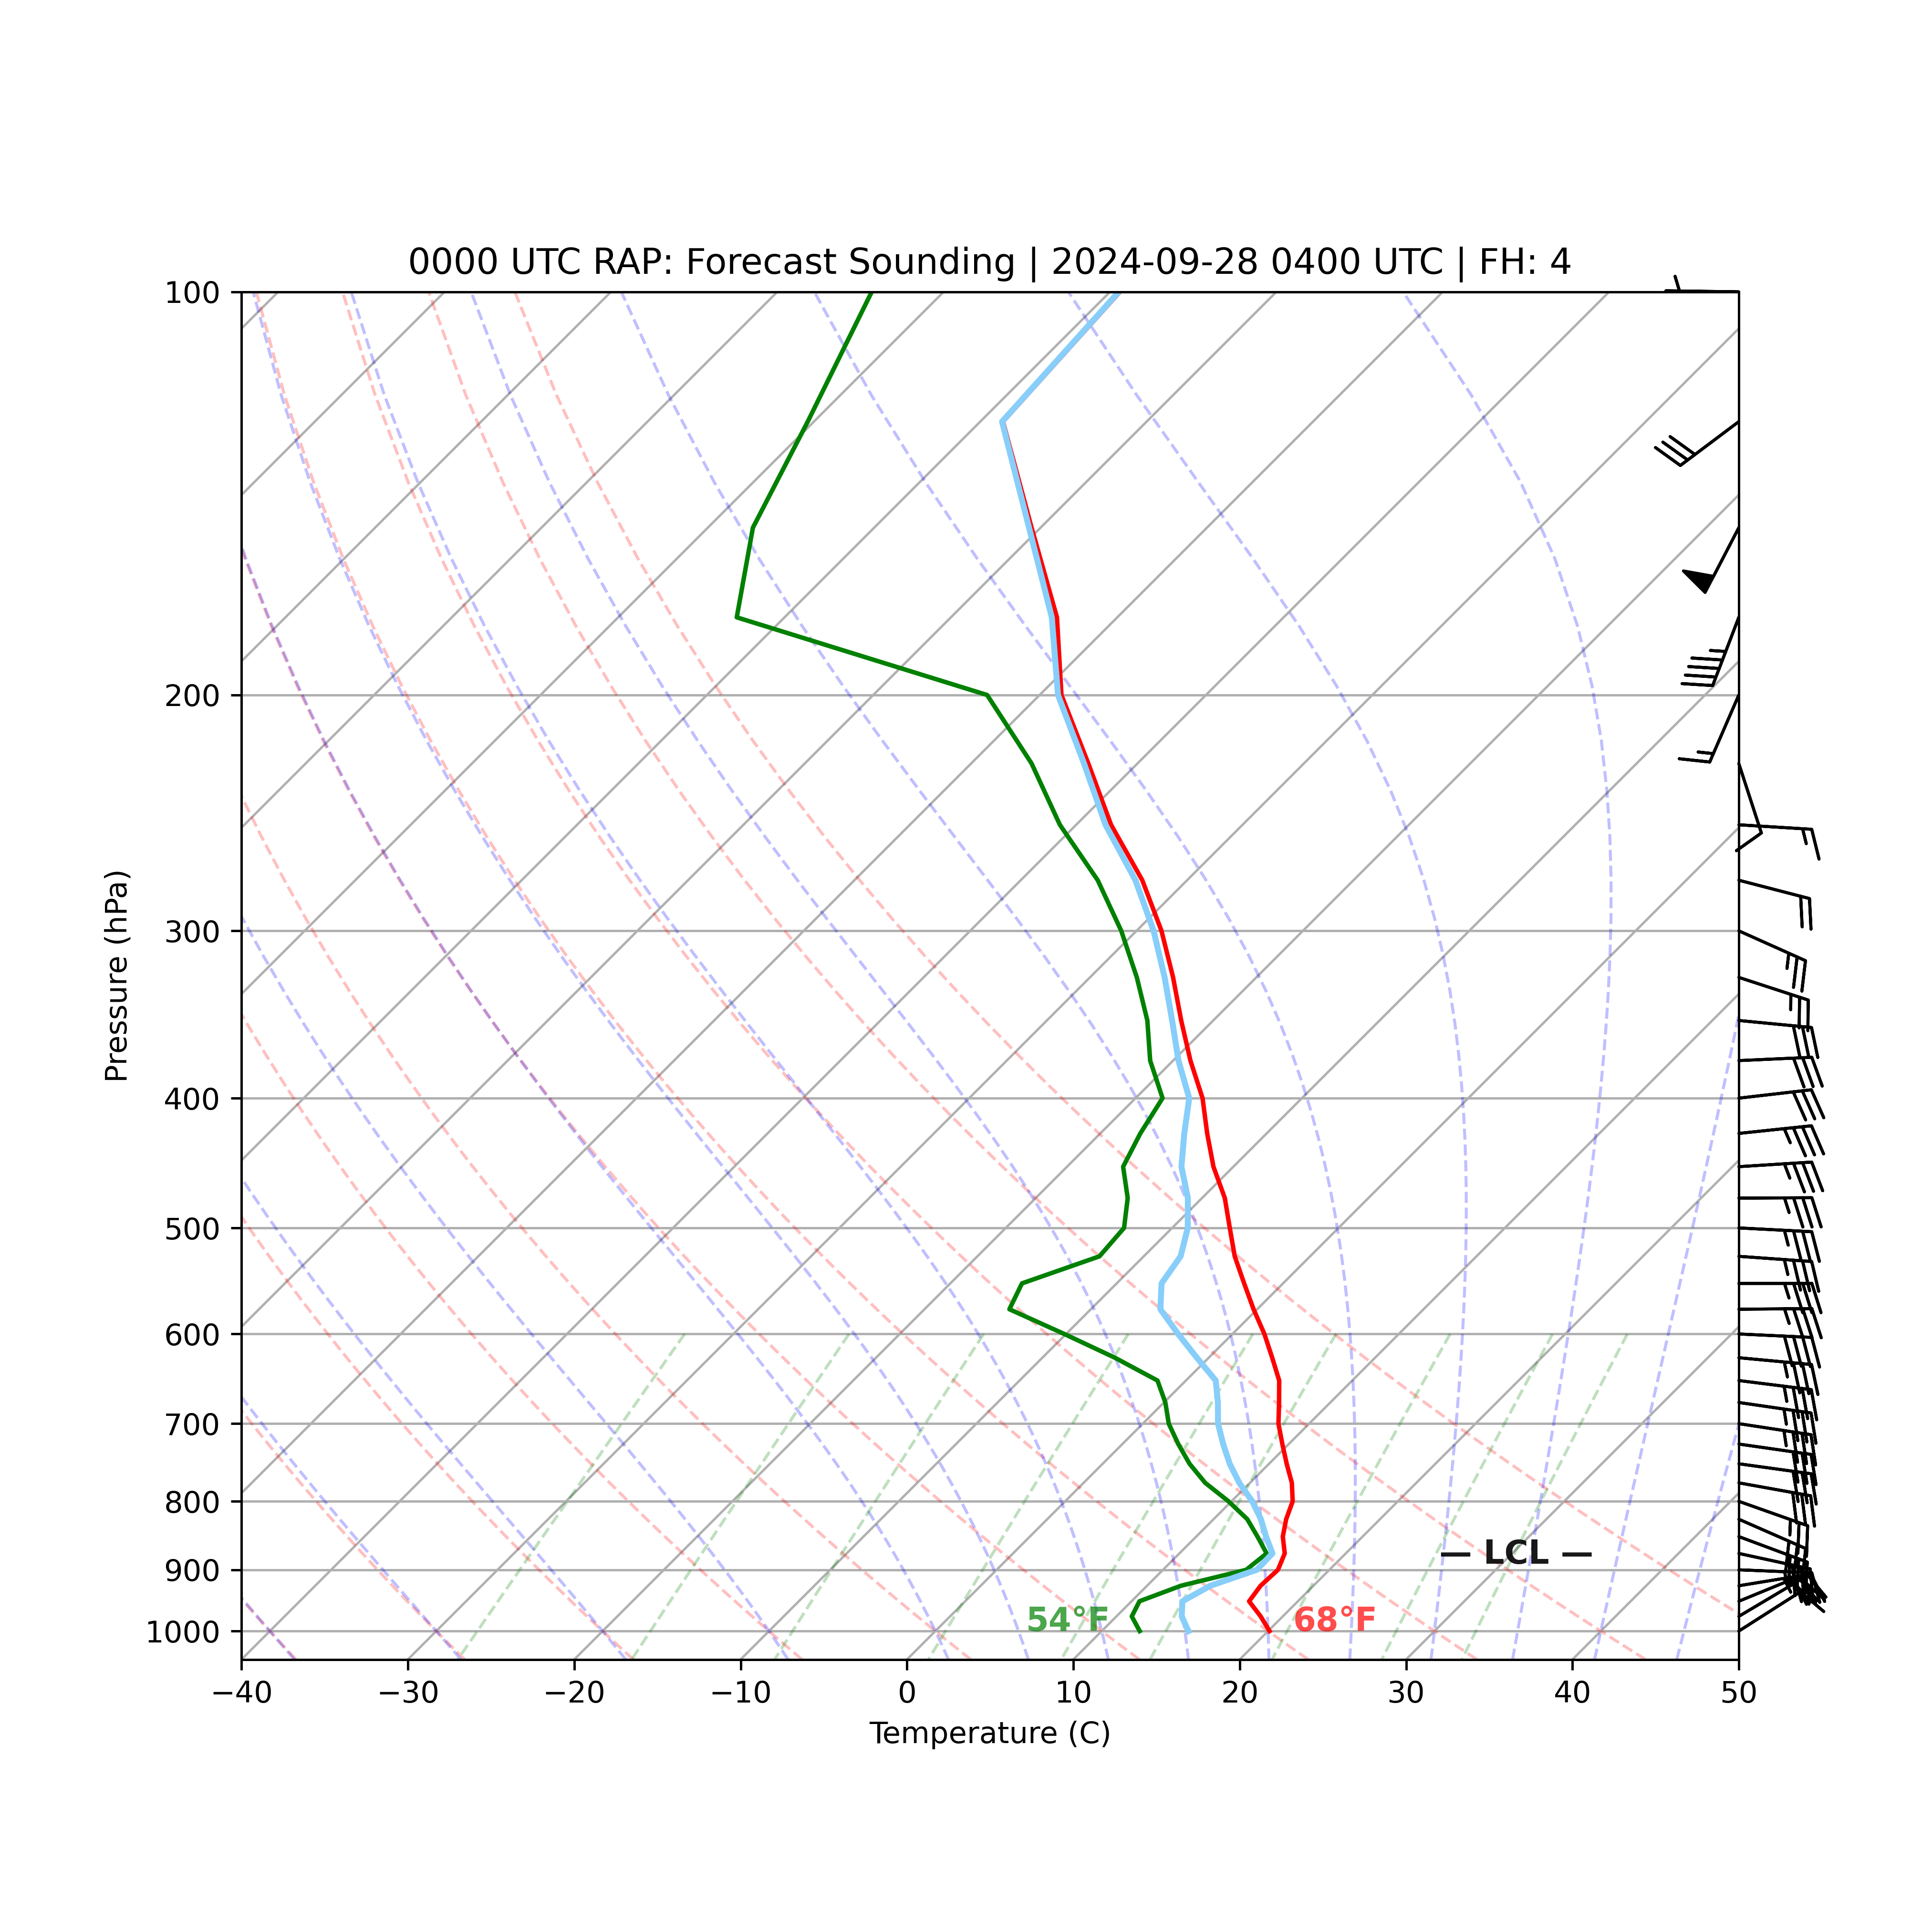 0000 UTC RAP: Forecast Sounding | 2024-09-28 0400 UTC | FH: 4
100
200
300
400
500
600
700
800
900
1000
Pressure (hPa)
— LCL —
54°F
68°F
−40 −30 −20 −10 0 10 20 30 40 50
Temperature (C)